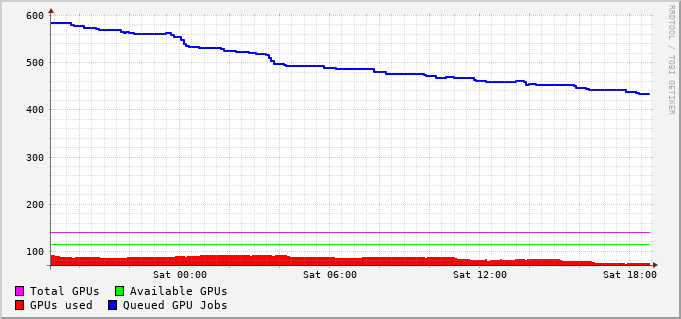 600
500
400
300
200
100
Sat 00:00 Sat 06:00 Sat 12:00 Sat 18:00
Total GPUs Available GPUs
GPUs used Queued GPU Jobs
RRDTOOL / TOBI OETIKER